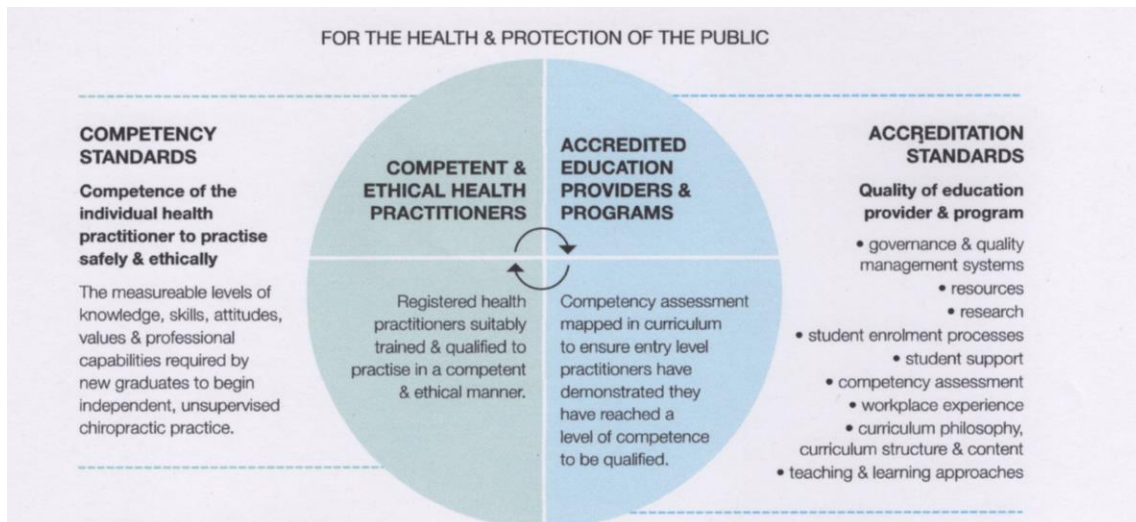 FOR THE HEALTH & PROTECTION OF THE PUBLIC
COMPETENCY
STANDARDS
Competence of the
individual health
practitioner to practise
safely & ethically
The measureable levels of
knowledge, skills, attitudes,
values & professional
capabilities required by
new graduates to begin
independent, unsupervised
chiropractic practice.
COMPETENT &
ETHICAL HEALTH
PRACTITIONERS
Registered health
practitioners suitably
trained & qualified to
practise in a competent
& ethical manner.
ACCREDITED
EDUCATION
PROVIDERS &
PROGRAMS
Competency assessment
mapped in curriculum
to ensure entry level
practitioners have
demonstrated they
have reached a
level of competence
to be qualified.
ACCREDITATION
STANDARDS
Quality of education
provider & program
• governance & quality
management systems
• resources
• research
• student enrolment processes
• student support
• competency assessment
• workplace experience
• curriculum philosophy,
curriculum structure & content
• teaching & learning approaches